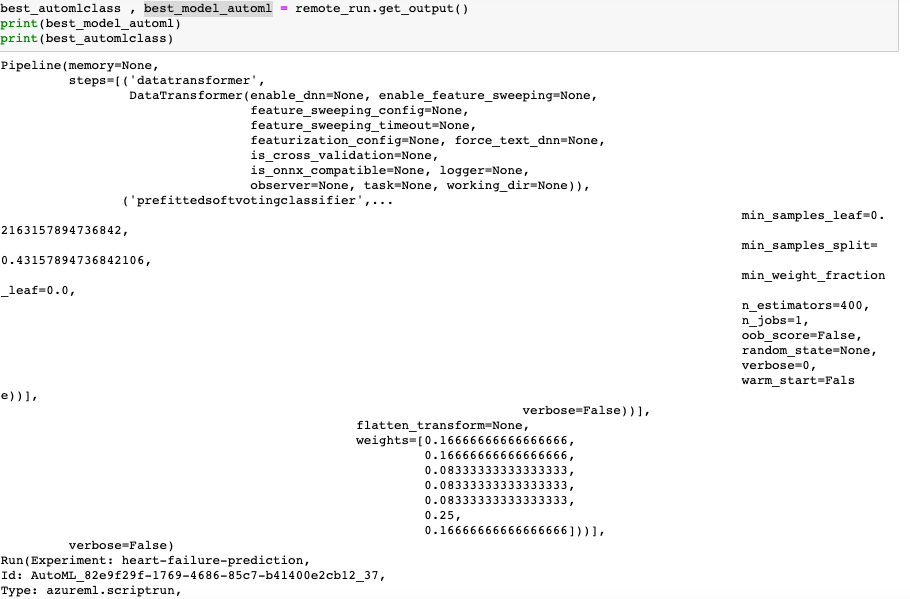 best_automlclass , best_model_automl = remote_run.get_output()
print(best_model_automl)
print(best_automlclass)
Pipeline(memory=None,
steps=[('datatransformer',
DataTransformer(enable_dnn=None, enable_feature_sweeping=None,
feature_sweeping_config=None,
feature_sweeping_timeout=None,
featurization_config=None, force_text_dnn=None,
is_cross_validation=None,
is_onnx_compatible=None, logger=None,
observer=None, task=None, working_dir=None)),
('prefittedsoftvotingclassifier',...
min_samples_leaf=0.
2163157894736842,
min_samples_split=
0.43157894736842106,
min_weight_fraction
_leaf=0.0,
n_estimators=400,
n_jobs=1,
oob_score=False,
random_state=None,
verbose=0,
warm_start=Fals
e))],
verbose=False))],
flatten_transform=None,
weights=[0.16666666666666666,
0.16666666666666666,
0.08333333333333333,
0.08333333333333333,
0.08333333333333333,
0.25,
0.16666666666666666]))],
verbose=False)
Run(Experiment: heart-failure-prediction,
Id: AutoML_82e9f29f-1769-4686-85c7-b41400e2cb12_37,
Type: azureml.scriptrun,